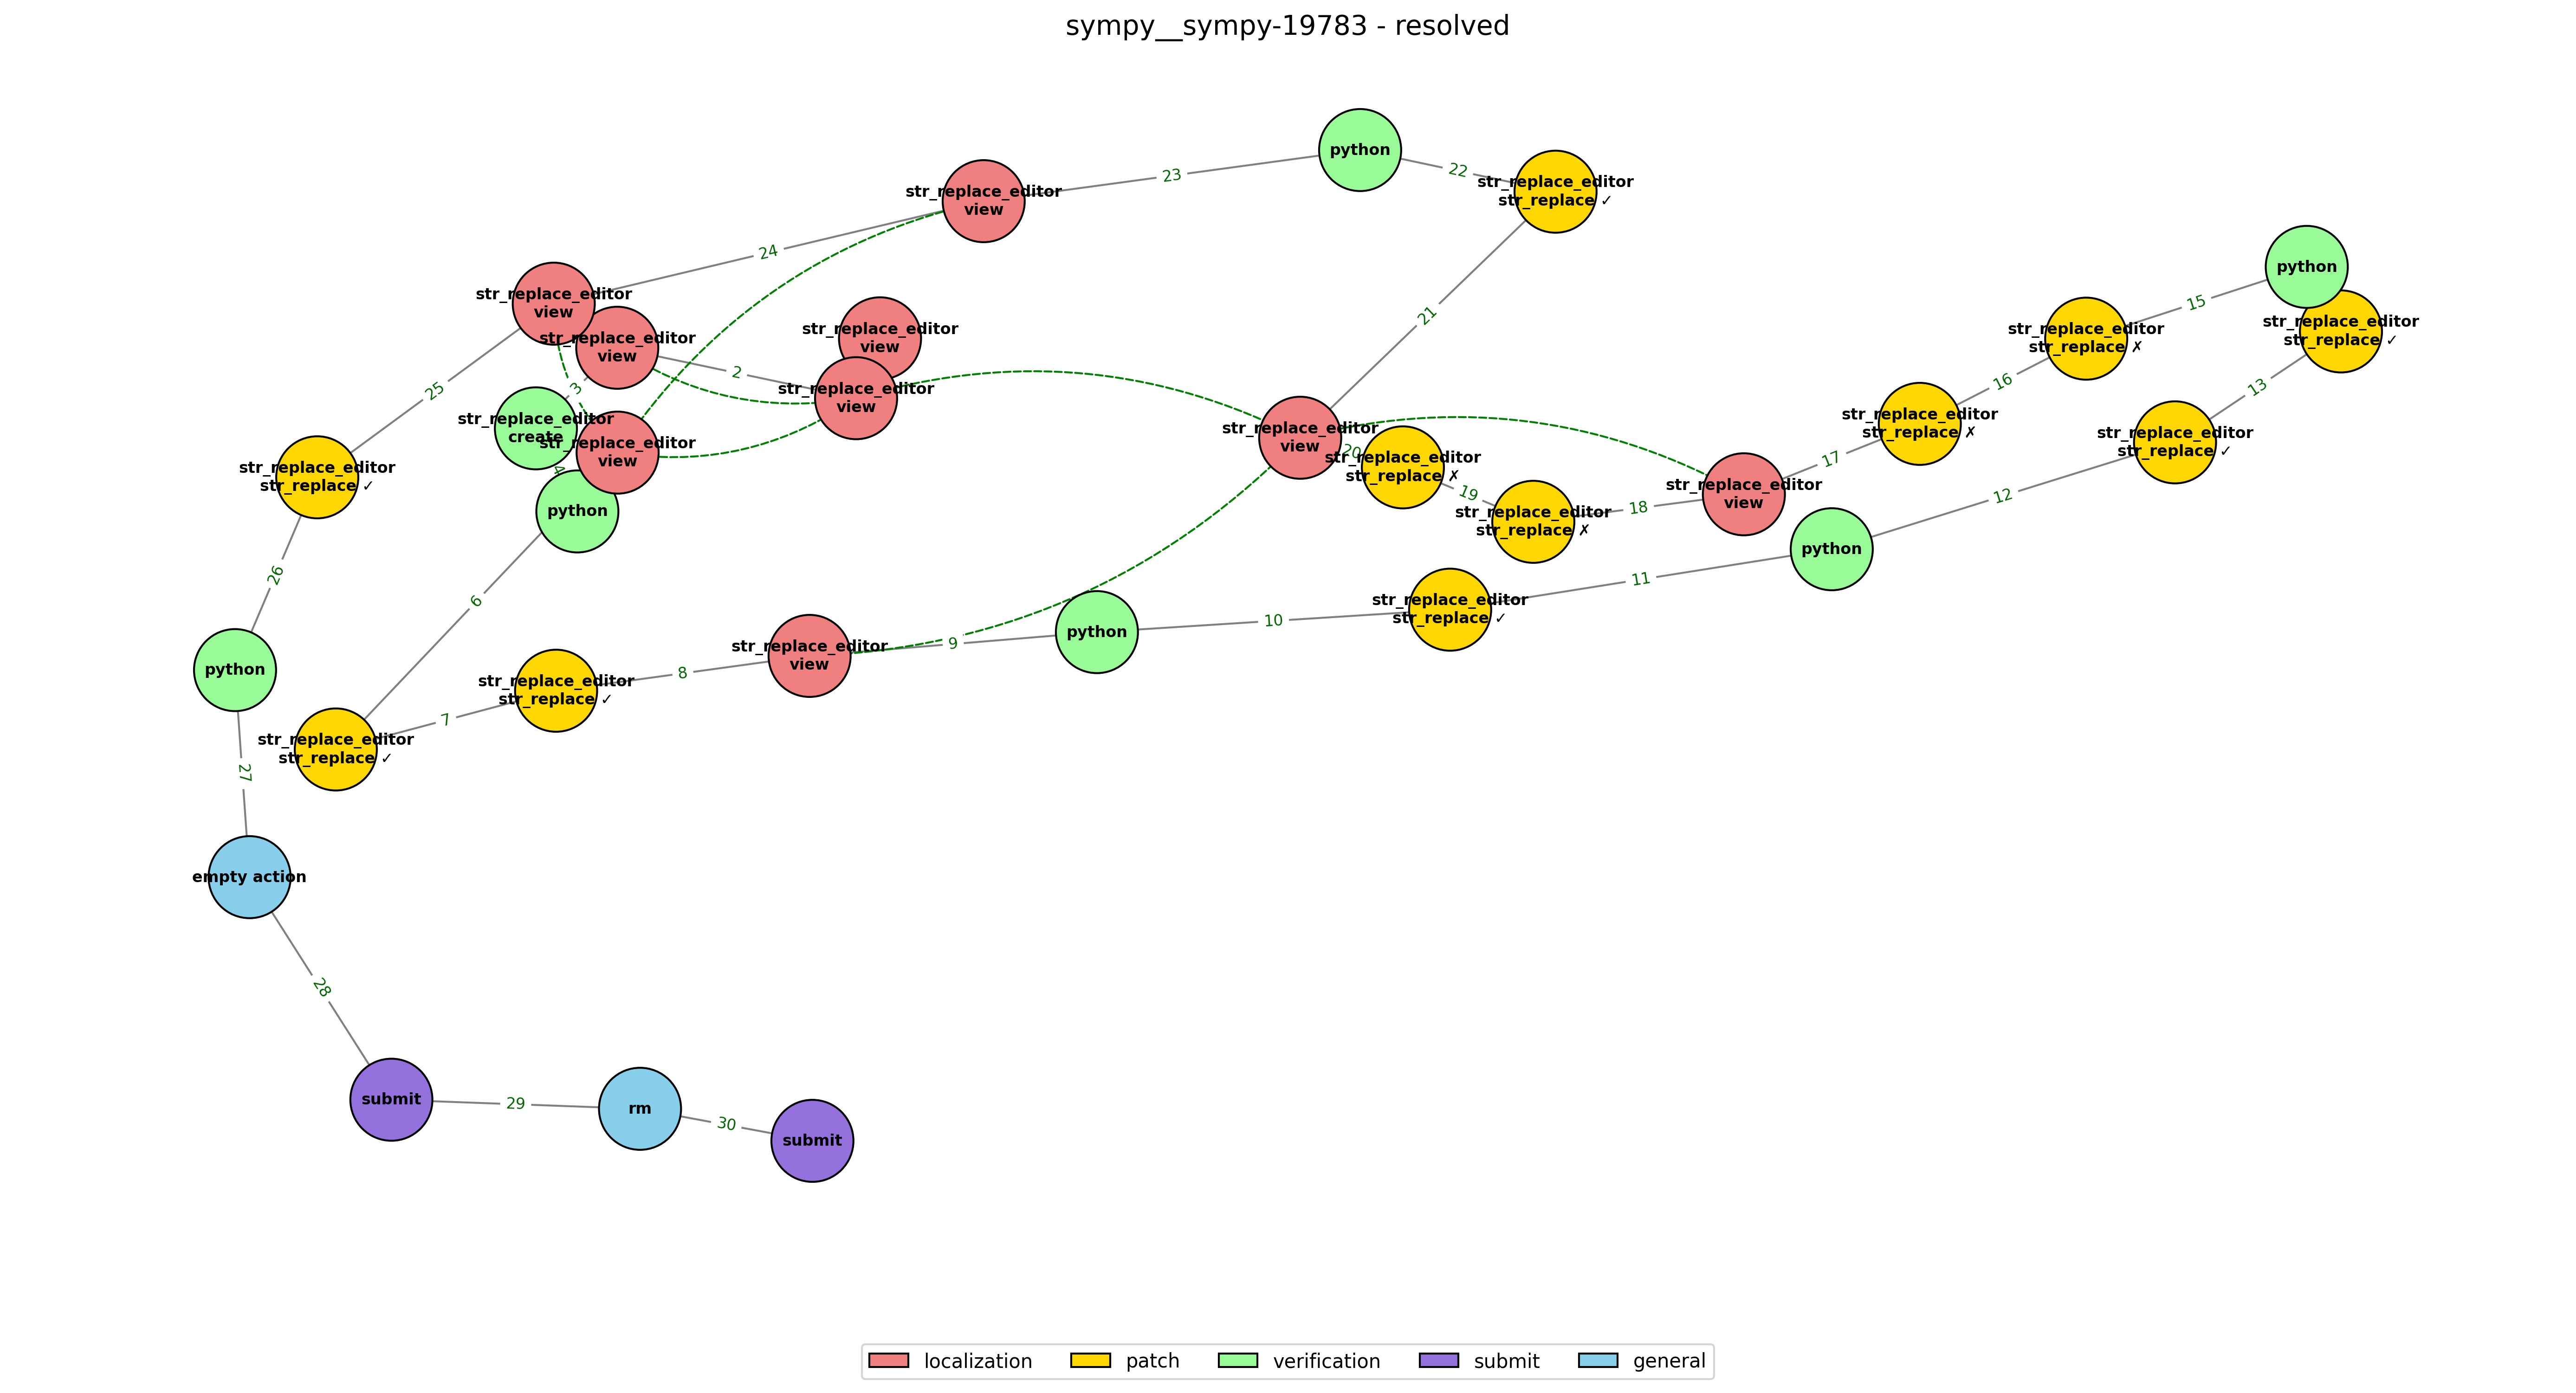 sympy__sympy-19783 - resolved
python
22
str_replace_editor
str_replace ✓
23
str_replace_editor
view
24
str_replace_editor
view
21
python
15
str_replace_editor
str_replace ✓
str_replace_editor
str_replace ✗
16
13
str_replace_editor
view
str_replace_editor
view
2
str_replace_editor
view
3
25
str_replace_editor
create
str_replace_editor
view
4
python
str_replace_editor
view
20
str_replace_editor
str_replace ✗
19
str_replace_editor
str_replace ✗
18
str_replace_editor
view
17
str_replace_editor
str_replace ✗
str_replace_editor
str_replace ✓
12
python
11
str_replace_editor
str_replace ✓
10
python
9
str_replace_editor
view
8
str_replace_editor
str_replace ✓
7
str_replace_editor
str_replace ✓
6
str_replace_editor
str_replace ✓
26
python
27
empty action
28
submit
29
rm
30
submit
localization
patch
verification
submit
general